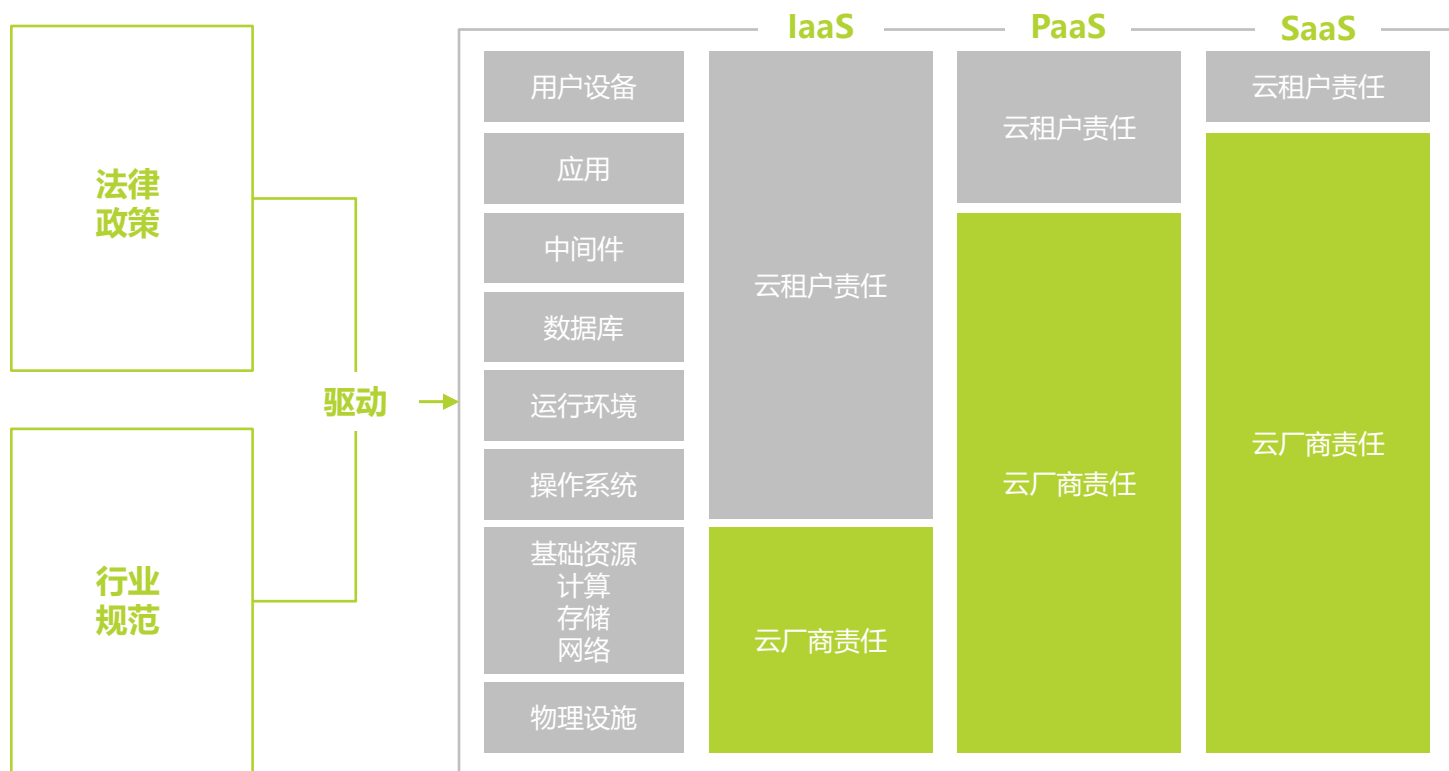 法律
政策
行业
规范
驱动
IaaS
PaaS
SaaS
用户设备
应用
中间件
数据库
运行环境
操作系统
基础资源
计算
存储
网络
物理设施
云租户责任
云厂商责任
云租户责任
云厂商责任
云租户责任
云厂商责任